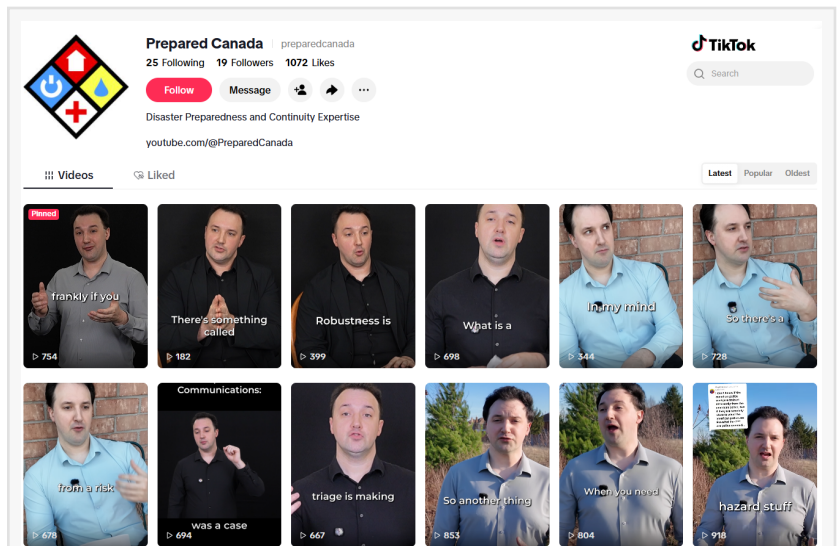 Prepared Canada preparedcanada
25 Following 19 Followers 1072 Likes
Follow Message
Disaster Preparedness and Continuity Expertise
youtube.com/@PreparedCanada
TikTok
Search
Videos Liked
Latest Popular Oldest
Pinned
frankly if you
754
There's something
called
182
Robustness is
399
What is a
698
In my mind
344
So there's a
728
from a risk
678
Communications:
was a case
694
triage is making
667
So another thing
853
When you need
804
hazard stuff
918